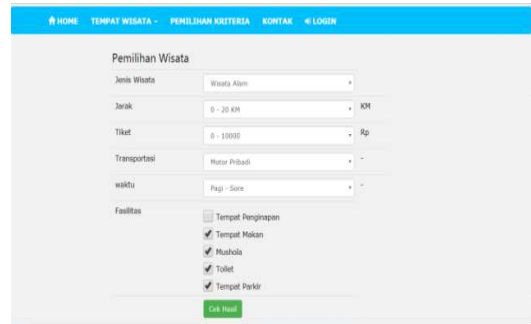 HOME TEMPAT WISATA PEMILIHAN KRITERIA KONTAK LOGIN
Pemilihan Wisata
Jenis Wisata Wisata Alam
Jarak 0 - 20 KM KM
Tiket 0 - 10000 Rp
Transportasi Motor Pribadi -
waktu Pagi - Sore -
Fasilitas Tempat Penginapan
Tempat Makan
Mushola
Toilet
Tempat Parkir
Cek Hasil